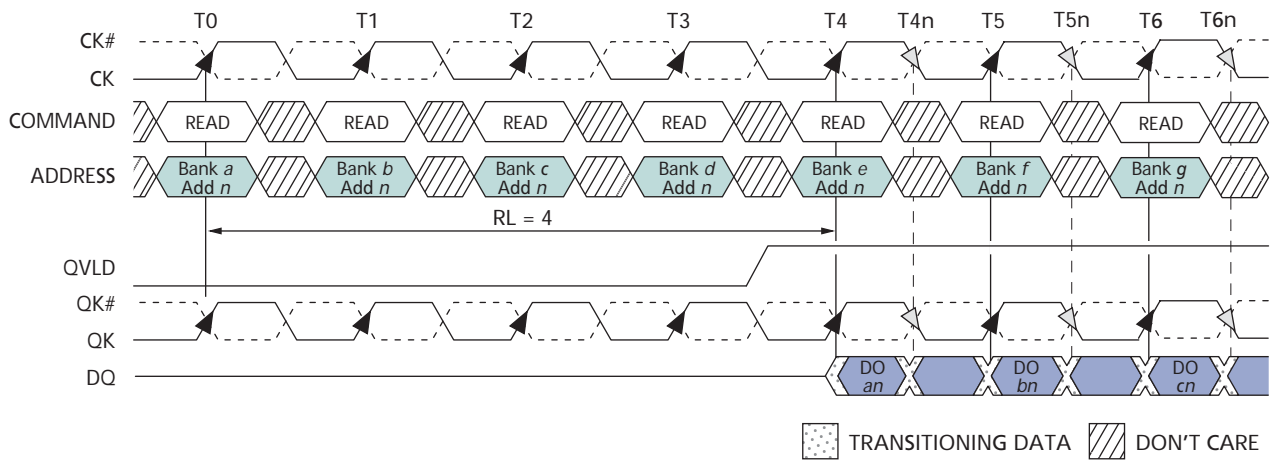 T0 T1 T2 T3 T4 T4n T5 T5n T6 T6n
CK#
CK
COMMAND READ READ READ READ READ READ READ
ADDRESS Bank a Bank b Bank c Bank d Bank e Bank f Bank g
Add n Add n Add n Add n Add n Add n Add n
RL = 4
QVLD
QK#
QK
DQ DO DO DO
an bn cn
TRANSITIONING DATA DON'T CARE